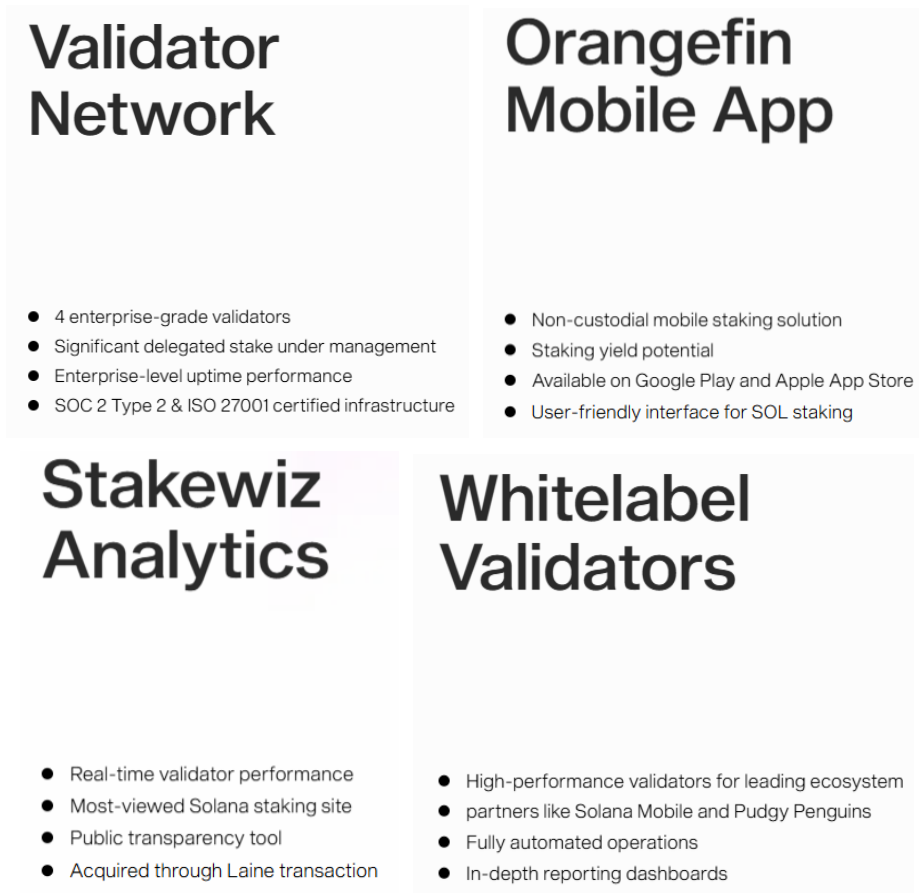 Validator
Network
● 4 enterprise-grade validators
● Significant delegated stake under management
● Enterprise-level uptime performance
● SOC 2 Type 2 & ISO 27001 certified infrastructure
Orangefin
Mobile App
● Non-custodial mobile staking solution
● Staking yield potential
● Available on Google Play and Apple App Store
● User-friendly interface for SOL staking
Stakewiz
Analytics
● Real-time validator performance
● Most-viewed Solana staking site
● Public transparency tool
● Acquired through Laine transaction
Whitelabel
Validators
● High-performance validators for leading ecosystem
● partners like Solana Mobile and Pudgy Penguins
● Fully automated operations
● In-depth reporting dashboards